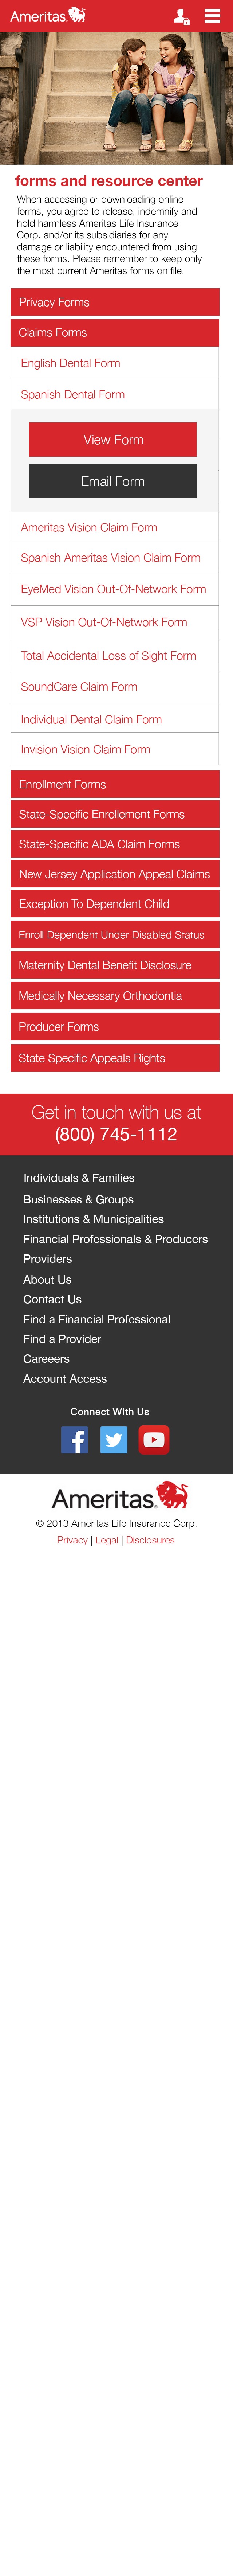 Ameritas
forms and resource center
When accessing or downloading online
forms, you agree to release, indemnify and
hold harmless Ameritas Life Insurance
Corp. and/or its subsidiaries for any
damage or liability encountered from using
these forms. Please remember to keep only
the most current Ameritas forms on file.
Privacy Forms
Claims Forms
English Dental Form
Spanish Dental Form
View Form
Email Form
Ameritas Vision Claim Form
Spanish Ameritas Vision Claim Form
EyeMed Vision Out-Of-Network Form
VSP Vision Out-Of-Network Form
Total Accidental Loss of Sight Form
SoundCare Claim Form
Individual Dental Claim Form
Invision Vision Claim Form
Enrollment Forms
State-Specific Enrollement Forms
State-Specific ADA Claim Forms
New Jersey Application Appeal Claims
Exception To Dependent Child
Enroll Dependent Under Disabled Status
Maternity Dental Benefit Disclosure
Medically Necessary Orthodontia
Producer Forms
State Specific Appeals Rights
Get in touch with us at
(800) 745-1112
Individuals & Families
Businesses & Groups
Institutions & Municipalities
Financial Professionals & Producers
Providers
About Us
Contact Us
Find a Financial Professional
Find a Provider
Careeers
Account Access
Connect With Us
Ameritas®
© 2013 Ameritas Life Insurance Corp.
Privacy | Legal | Disclosures